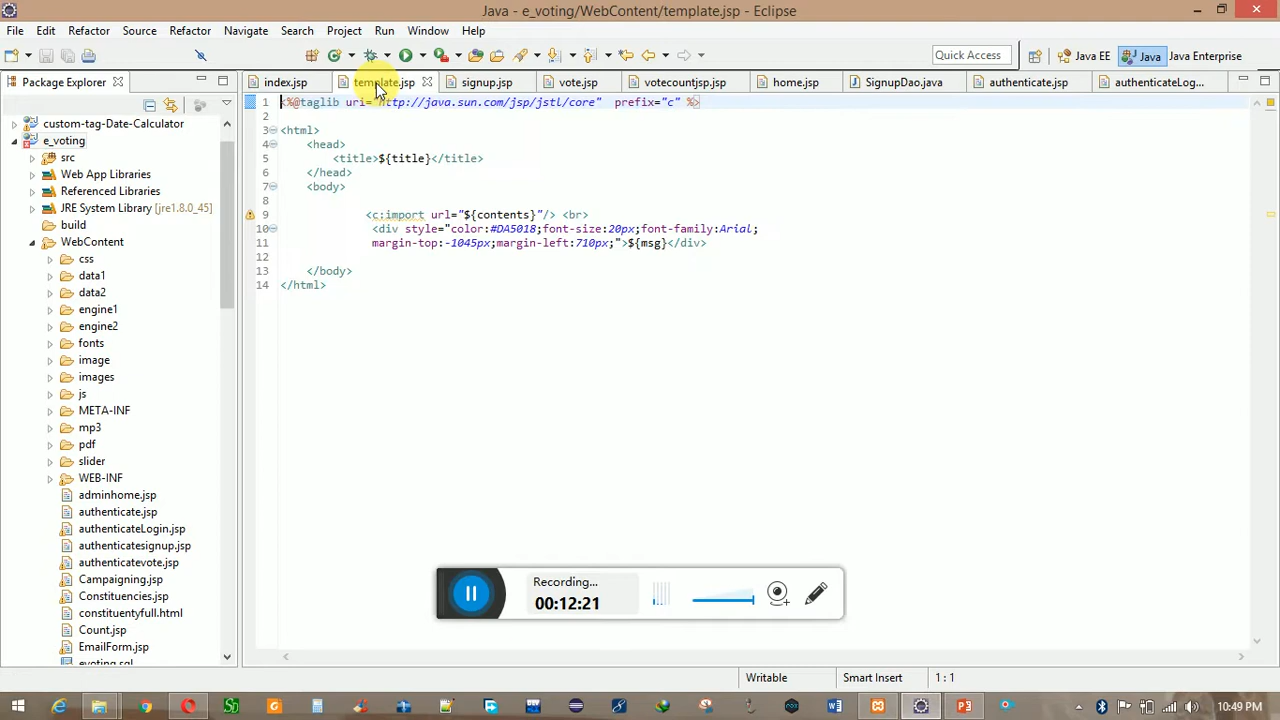 Java - e_voting/WebContent/template.jsp - Eclipse
File Edit Refactor Source Refactor Navigate Search Project Run Window Help
Quick Access Java EE Java Java Enterprise
Package Explorer
index.jsp template.jsp signup.jsp vote.jsp votecountjsp.jsp home.jsp SignupDao.java authenticate.jsp authenticateLog...
custom-tag-Date-Calculator
e_voting
src
Web App Libraries
Referenced Libraries
JRE System Library [jre1.8.0_45]
build
WebContent
css
data1
data2
engine1
engine2
fonts
image
images
js
META-INF
mp3
pdf
slider
WEB-INF
adminhome.jsp
authenticate.jsp
authenticateLogin.jsp
authenticatesignup.jsp
authenticatevote.jsp
Campaigning.jsp
Constituencies.jsp
constituentyfull.html
Count.jsp
EmailForm.jsp
evoting.sql
1 <%@taglib uri="http://java.sun.com/jsp/jstl/core" prefix="c" %>
2
3 <html>
4 <head>
5 <title>${title}</title>
6 </head>
7 <body>
8
9 <c:import url="${contents}"/> <br>
10 <div style="color:#DA5018;font-size:20px;font-family:Arial;
11 margin-top:-1045px;margin-left:710px;">${msg}</div>
12
13 </body>
14 </html>
Recording...
00:12:21
Writable Smart Insert 1 : 1
10:49 PM